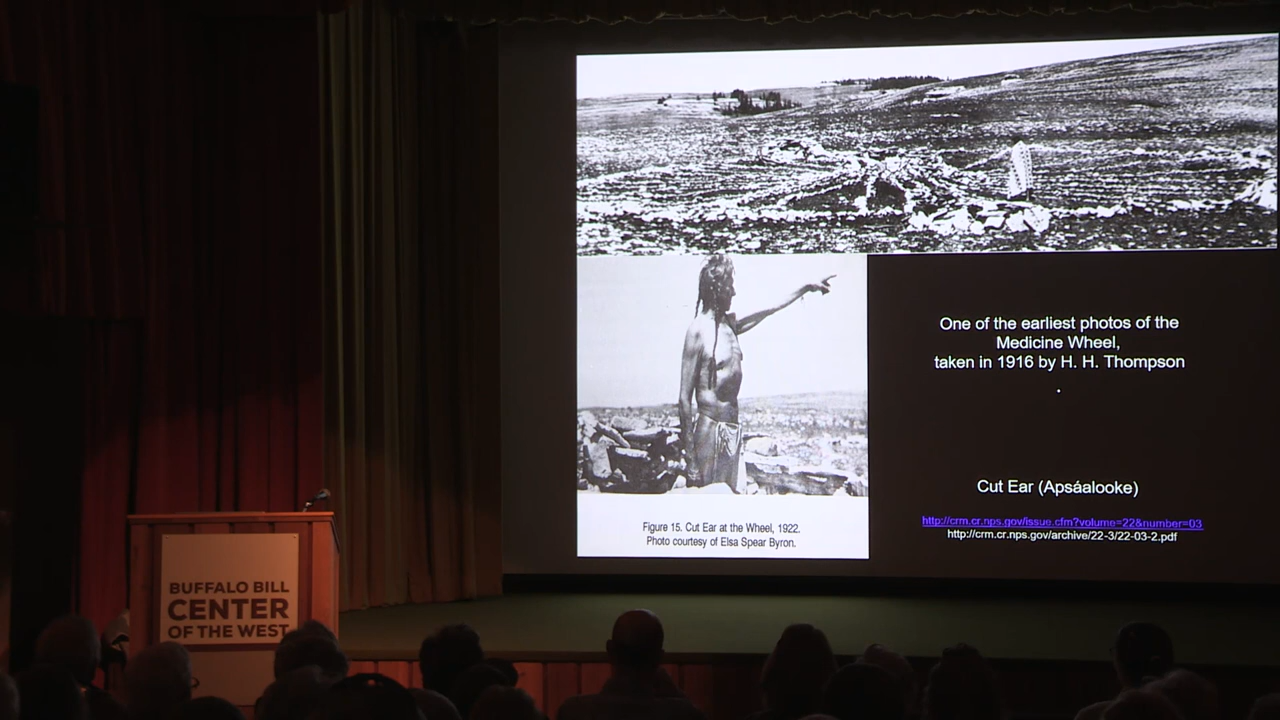 One of the earliest photos of the
Medicine Wheel,
taken in 1916 by H. H. Thompson
.
Cut Ear (Apsáalooke)
http://crm.cr.nps.gov/issue.cfm?volume=22&number=03
http://crm.cr.nps.gov/archive/22-3/22-03-2.pdf
Figure 15. Cut Ear at the Wheel, 1922.
Photo courtesy of Elsa Spear Byron.
BUFFALO BILL
CENTER
OF THE WEST